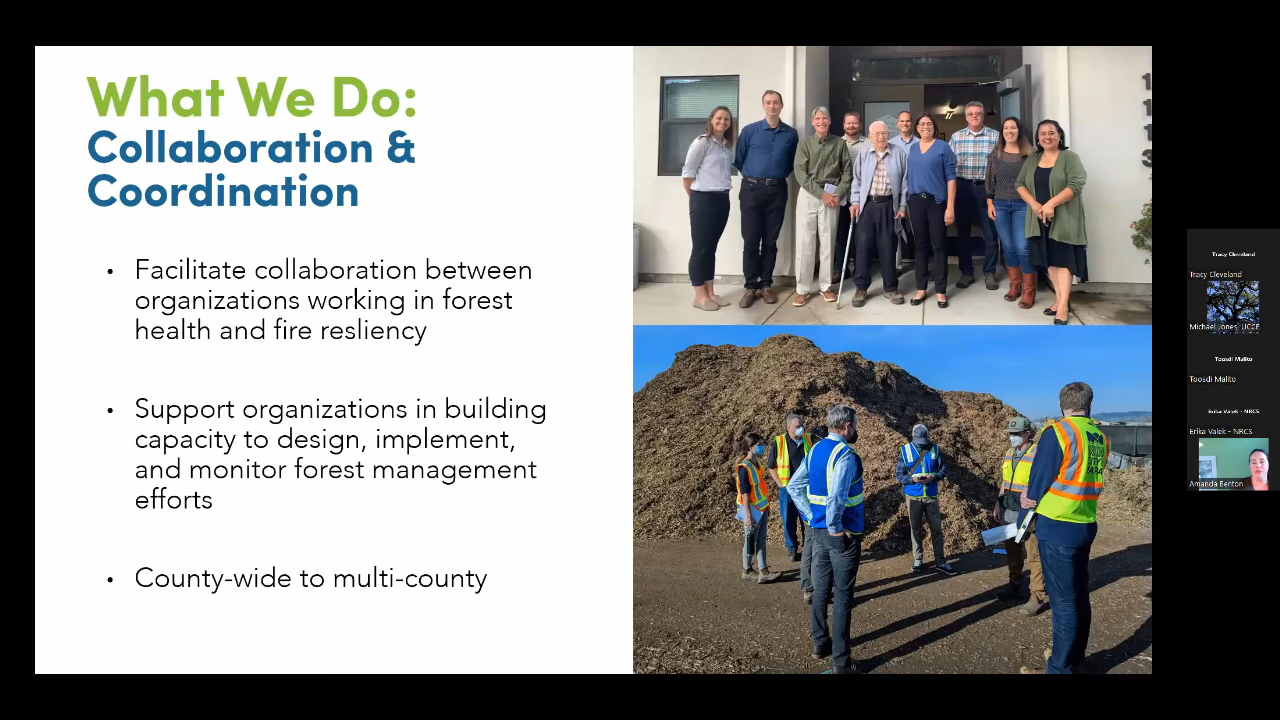 What We Do:
Collaboration &
Coordination
• Facilitate collaboration between
organizations working in forest
health and fire resliency
• Support organizations in building
capacity to design, implement,
and monitor forest management
efforts
• County-wide to multi-county
Tracy Cleveland
Tracy Cleveland
Michael Jones UCCE
Toosdi Malito
Toosdi Malito
Erika Valek - NRCS
Erika Valek - NRCS
Amanda Benton